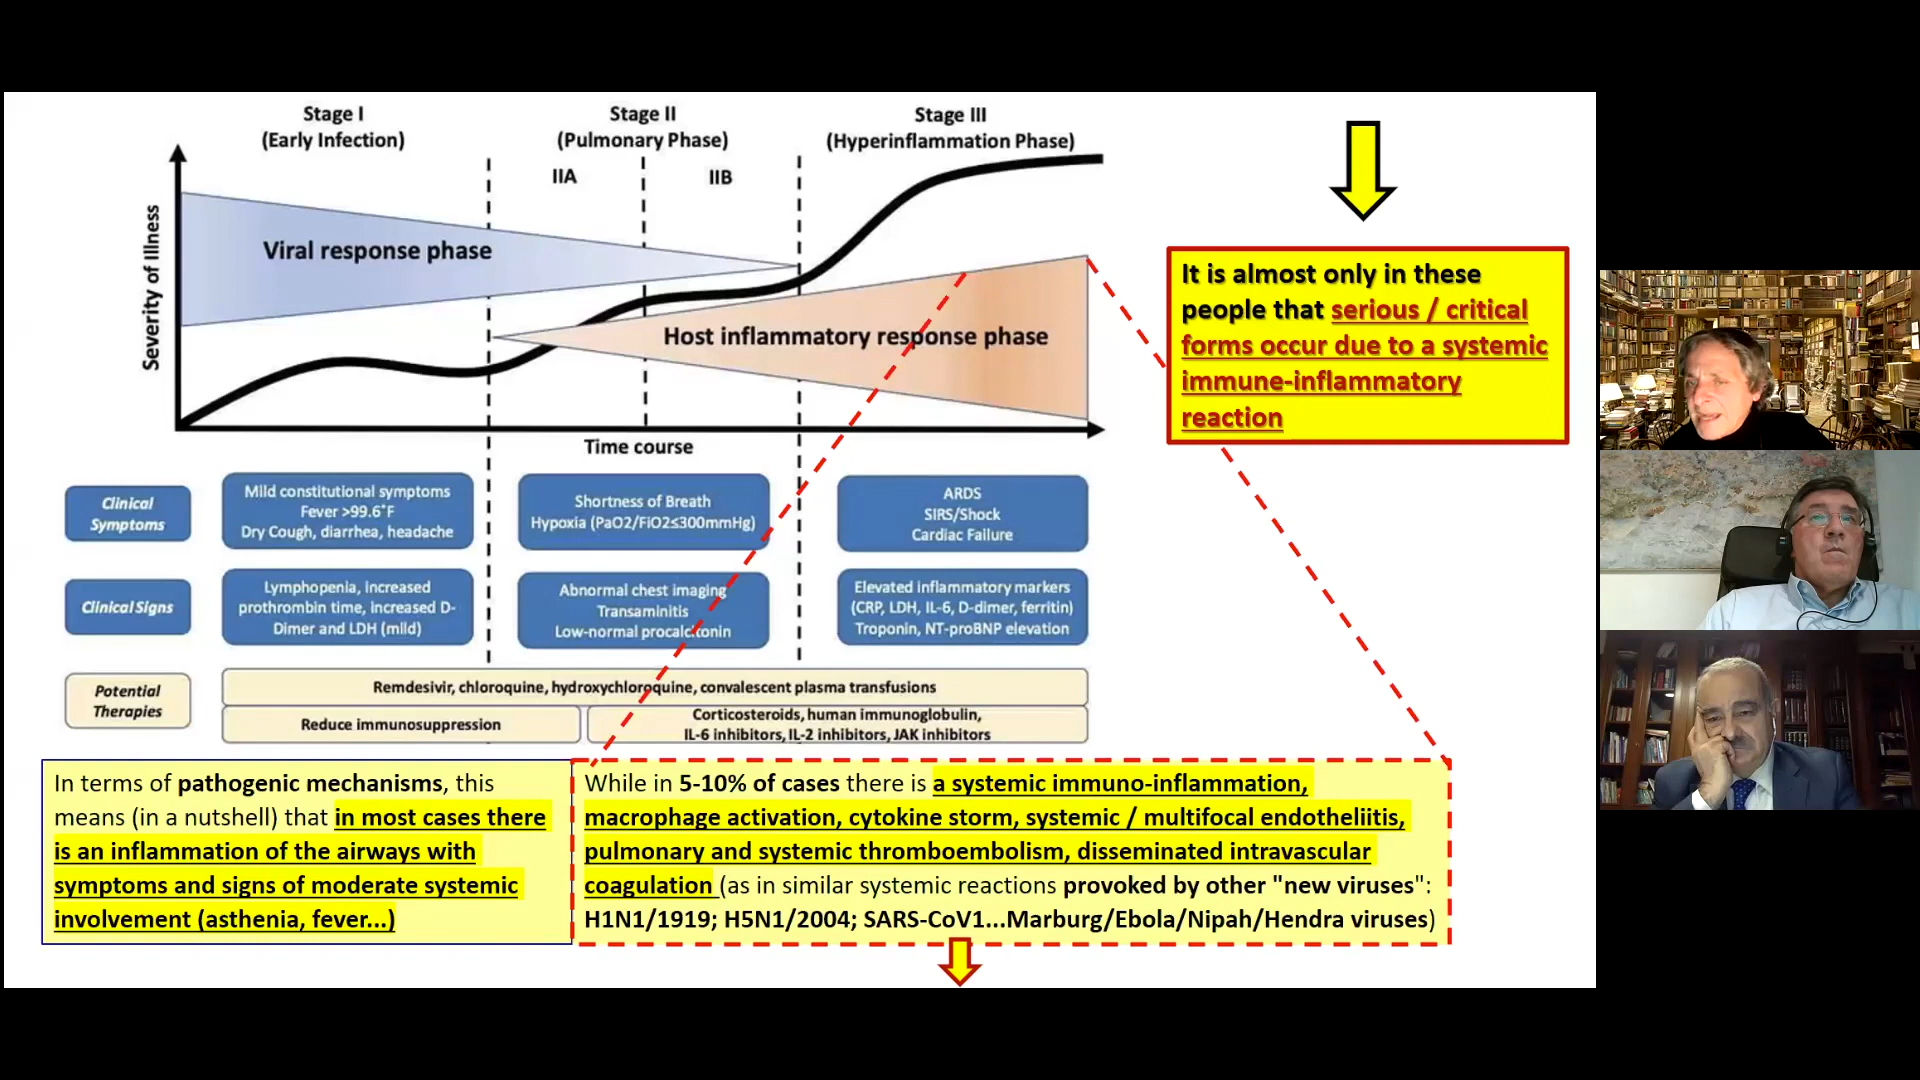 Stage I
(Early Infection)
Stage II
(Pulmonary Phase)
Stage III
(Hyperinflammation Phase)
IIA
IIB
Severity of Illness
Viral response phase
Host inflammatory response phase
Time course
It is almost only in these
people that serious / critical
forms occur due to a systemic
immune-inflammatory
reaction
Clinical
Symptoms
Mild constitutional symptoms
Fever >99.6°F
Dry Cough, diarrhea, headache
Shortness of Breath
Hypoxia (PaO2/FiO2≤300mmHg)
ARDS
SIRS/Shock
Cardiac Failure
Clinical Signs
Lymphopenia, increased
prothrombin time, increased D-
Dimer and LDH (mild)
Abnormal chest imaging
Transaminitis
Low-normal procalcitonin
Elevated inflammatory markers
(CRP, LDH, IL-6, D-dimer, ferritin)
Troponin, NT-proBNP elevation
Potential
Therapies
Remdesivir, chloroquine, hydroxychloroquine, convalescent plasma transfusions
Reduce immunosuppression
Corticosteroids, human immunoglobulin,
IL-6 inhibitors, IL-2 inhibitors, JAK inhibitors
In terms of pathogenic mechanisms, this
means (in a nutshell) that in most cases there
is an inflammation of the airways with
symptoms and signs of moderate systemic
involvement (asthenia, fever...)
While in 5-10% of cases there is a systemic immuno-inflammation,
macrophage activation, cytokine storm, systemic / multifocal endotheliitis,
pulmonary and systemic thromboembolism, disseminated intravascular
coagulation (as in similar systemic reactions provoked by other "new viruses":
H1N1/1919; H5N1/2004; SARS-CoV1...Marburg/Ebola/Nipah/Hendra viruses)